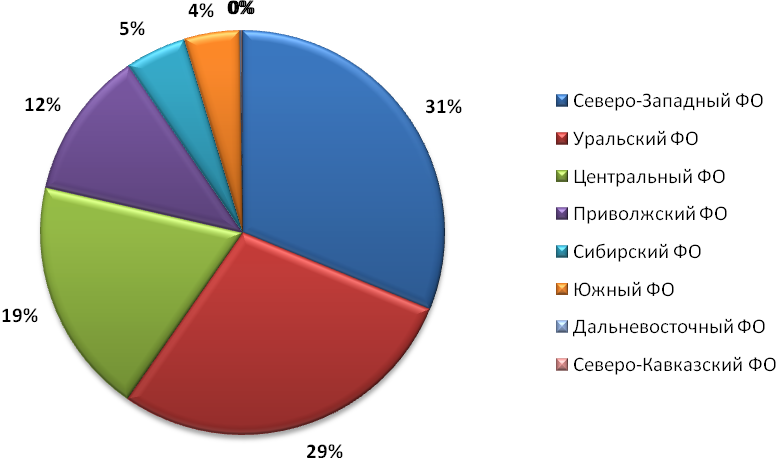 4%
0%
0%
5%
31%
12%
19%
29%
Северо-Западный ФО
Уральский ФО
Центральный ФО
Приволжский ФО
Сибирский ФО
Южный ФО
Дальневосточный ФО
Северо-Кавказский ФО